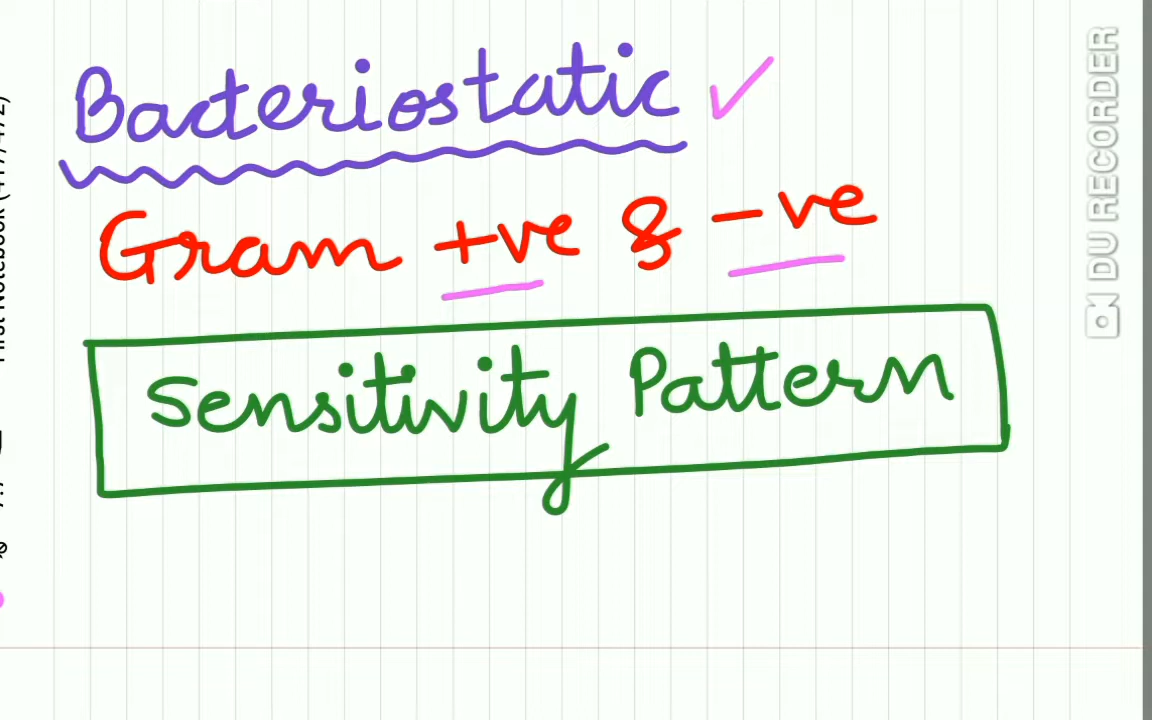 Bacteriostatic ✓
Gram +ve & -ve
Sensitivity Pattern
DU RECORDER